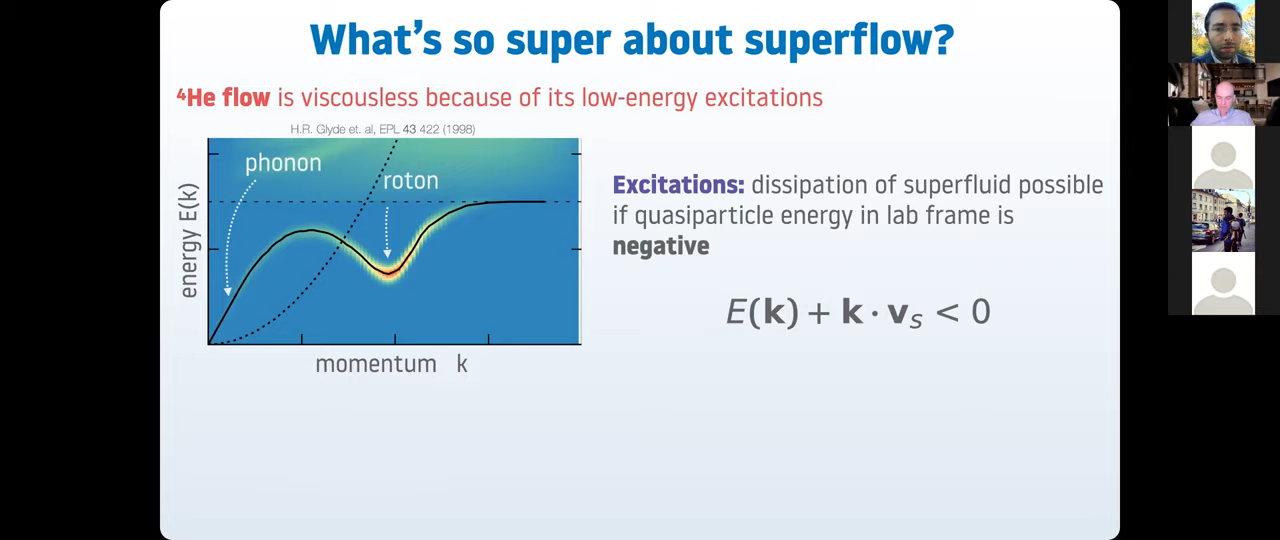 What's so super about superflow?
⁴He flow is viscousless because of its low-energy excitations
H.R. Glyde et. al, EPL 43 422 (1998)
phonon
roton
energy E(k)
momentum k
Excitations: dissipation of superfluid possible
if quasiparticle energy in lab frame is
negative
E(k) + k · vₛ < 0